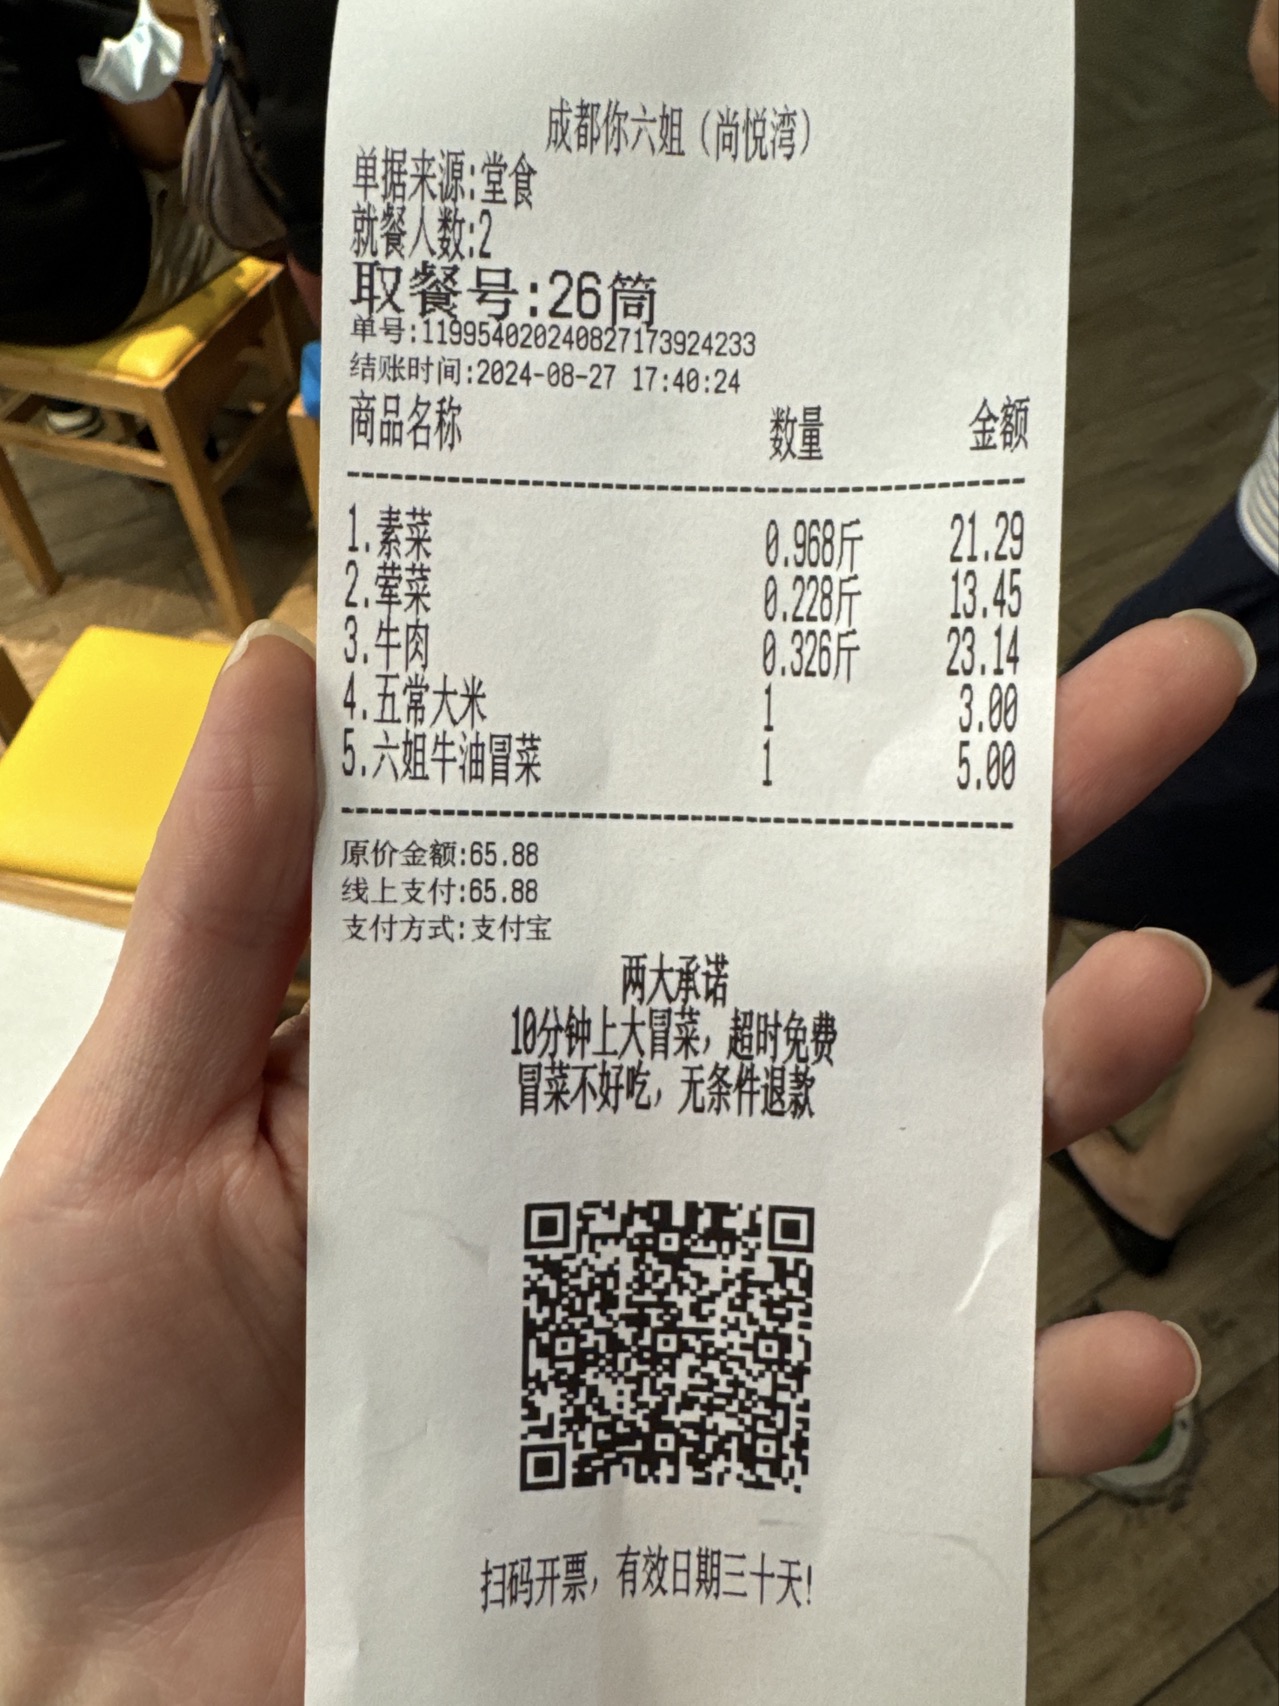 成都你六姐（尚悦湾）
单据来源:堂食
就餐人数:2
取餐号:26筒
单号:119954020240827173924233
结账时间:2024-08-27 17:40:24
商品名称 数量 金额
1.素菜 0.968斤 21.29
2.荤菜 0.228斤 13.45
3.牛肉 0.326斤 23.14
4.五常大米 1 3.00
5.六姐牛油冒菜 1 5.00
原价金额:65.88
线上支付:65.88
支付方式:支付宝
两大承诺
10分钟上大冒菜，超时免费
冒菜不好吃，无条件退款
扫码开票，有效日期三十天!